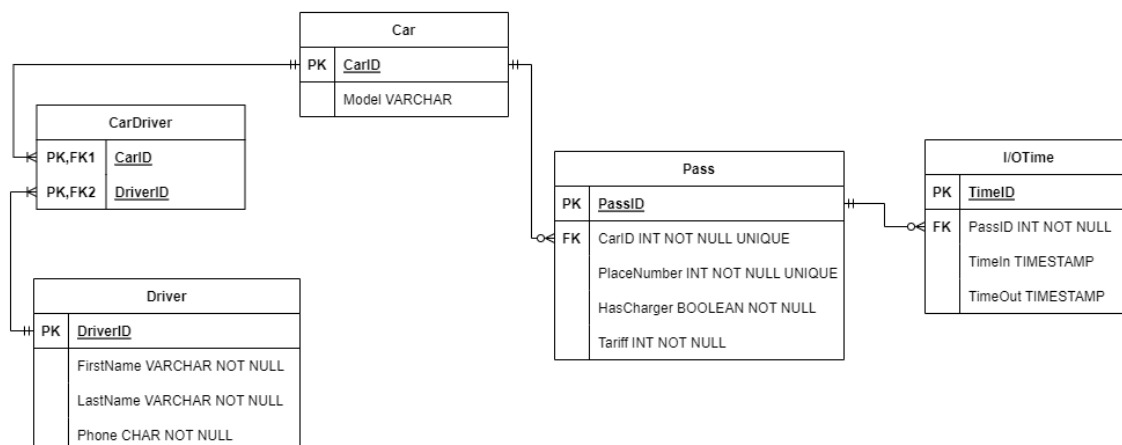 Car
PK CarID
Model VARCHAR
CarDriver
PK,FK1 CarID
PK,FK2 DriverID
Driver
PK DriverID
FirstName VARCHAR NOT NULL
LastName VARCHAR NOT NULL
Phone CHAR NOT NULL
Pass
PK PassID
FK CarID INT NOT NULL UNIQUE
PlaceNumber INT NOT NULL UNIQUE
HasCharger BOOLEAN NOT NULL
Tariff INT NOT NULL
I/OTime
PK TimeID
FK PassID INT NOT NULL
TimeIn TIMESTAMP
TimeOut TIMESTAMP